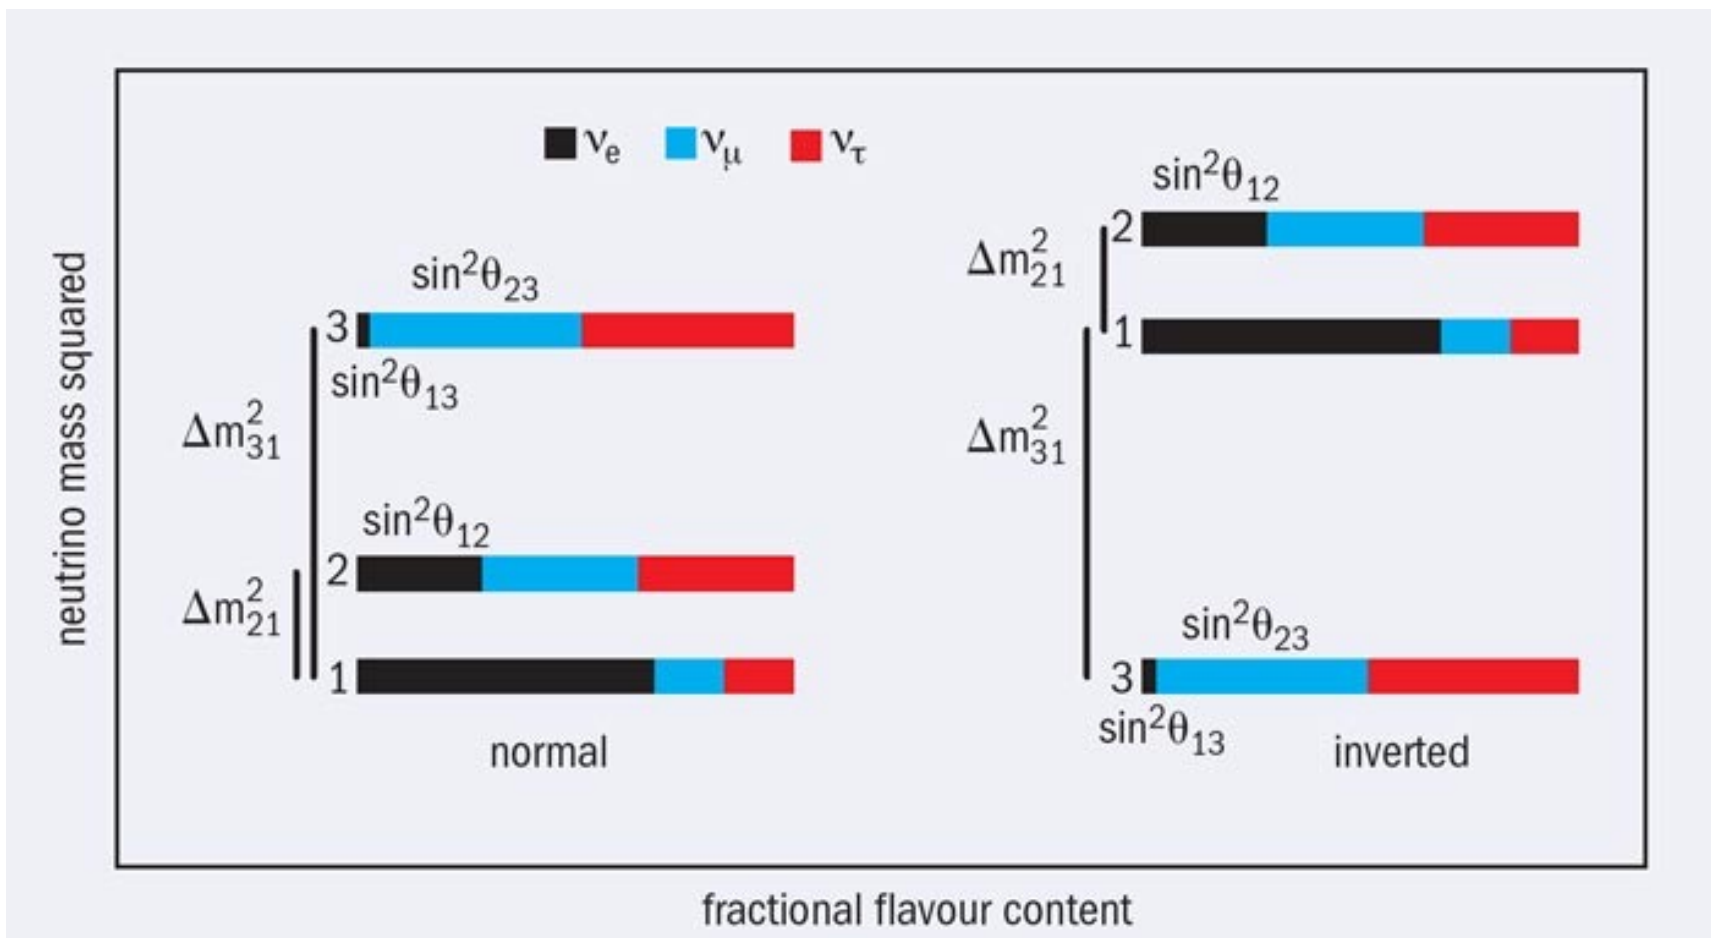 νe νμ ντ
neutrino mass squared
sin²θ23
3
sin²θ13
Δm²31
sin²θ12
2
Δm²21
1
normal
sin²θ12
2
Δm²21
1
Δm²31
sin²θ23
3
sin²θ13
inverted
fractional flavour content